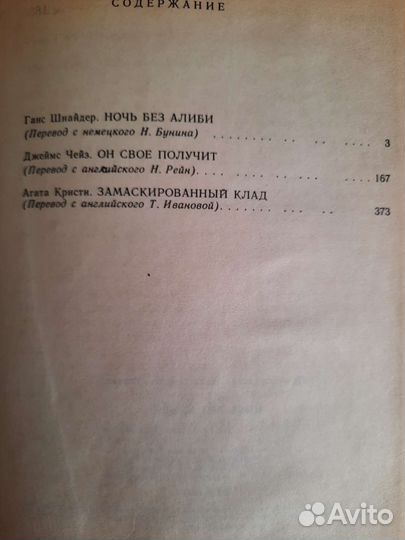 СОДЕРЖАНИЕ
Ганс Шнайдер. НОЧЬ БЕЗ АЛИБИ
(Перевод с немецкого Н. Бунина) . . . . . . . . . . . . . 3
Джеймс Чейз. ОН СВОЕ ПОЛУЧИТ
(Перевод с английского Н. Рейн) . . . . . . . . . . . . . 167
Агата Кристи. ЗАМАСКИРОВАННЫЙ КЛАД
(Перевод с английского Т. Ивановой) . . . . . . . . . . . 373
Avito